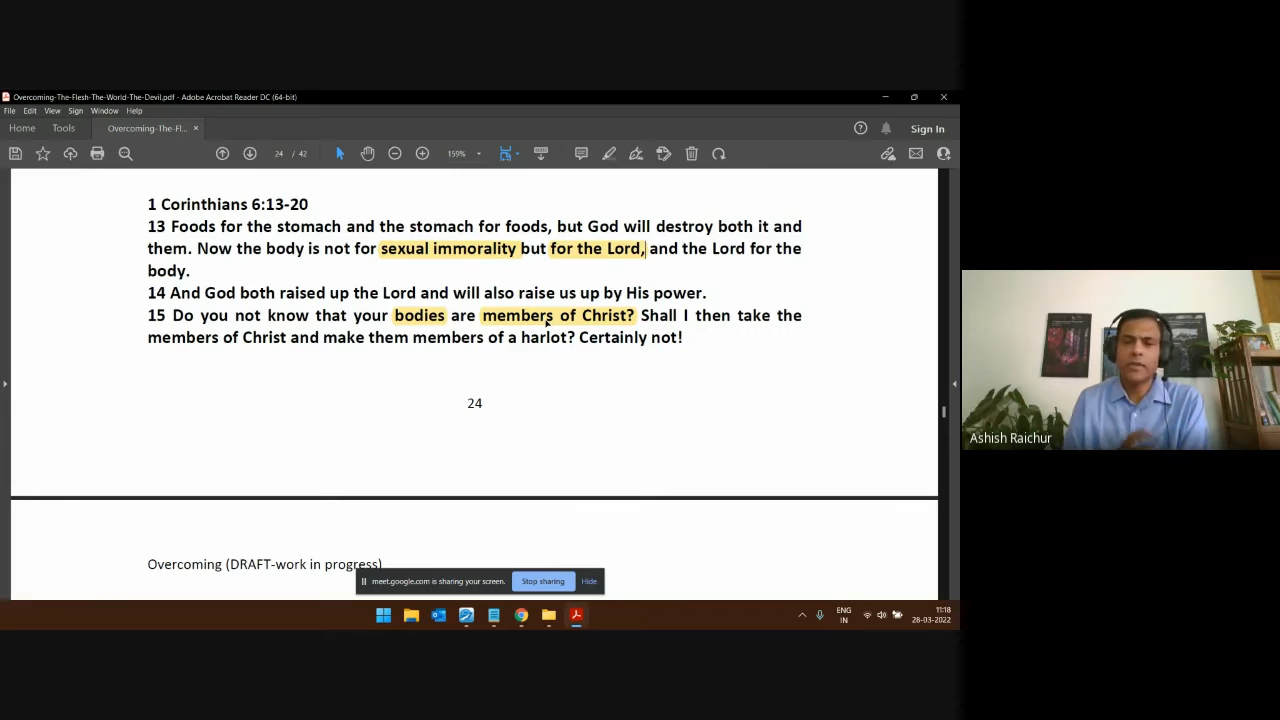 Overcoming-The-Flesh-The-World-The-Devil.pdf - Adobe Acrobat Reader DC (64-bit)
File Edit View Sign Window Help
Home Tools Overcoming-The-Fl... × Sign In
24 / 42 159%
1 Corinthians 6:13-20
13 Foods for the stomach and the stomach for foods, but God will destroy both it and
them. Now the body is not for sexual immorality but for the Lord, and the Lord for the
body.
14 And God both raised up the Lord and will also raise us up by His power.
15 Do you not know that your bodies are members of Christ? Shall I then take the
members of Christ and make them members of a harlot? Certainly not!
24
Ashish Raichur
Overcoming (DRAFT-work in progress)
meet.google.com is sharing your screen. Stop sharing Hide
ENG
IN
11:18
28-03-2022